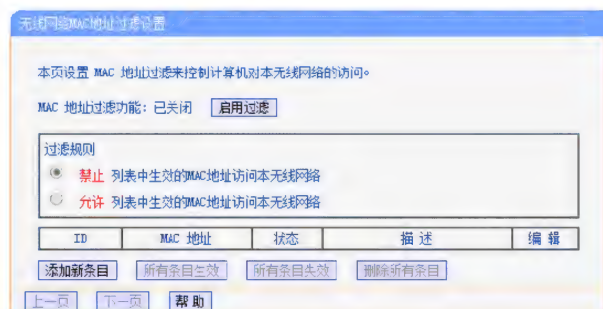 无线网络MAC地址过滤设置
本页设置 MAC 地址过滤来控制计算机对本无线网络的访问。
MAC 地址过滤功能：已关闭 启用过滤
过滤规则
禁止 列表中生效的MAC地址访问本无线网络
允许 列表中生效的MAC地址访问本无线网络
ID MAC 地址 状态 描述 编辑
添加新条目 所有条目生效 所有条目失效 删除所有条目
上一页 下一页 帮助